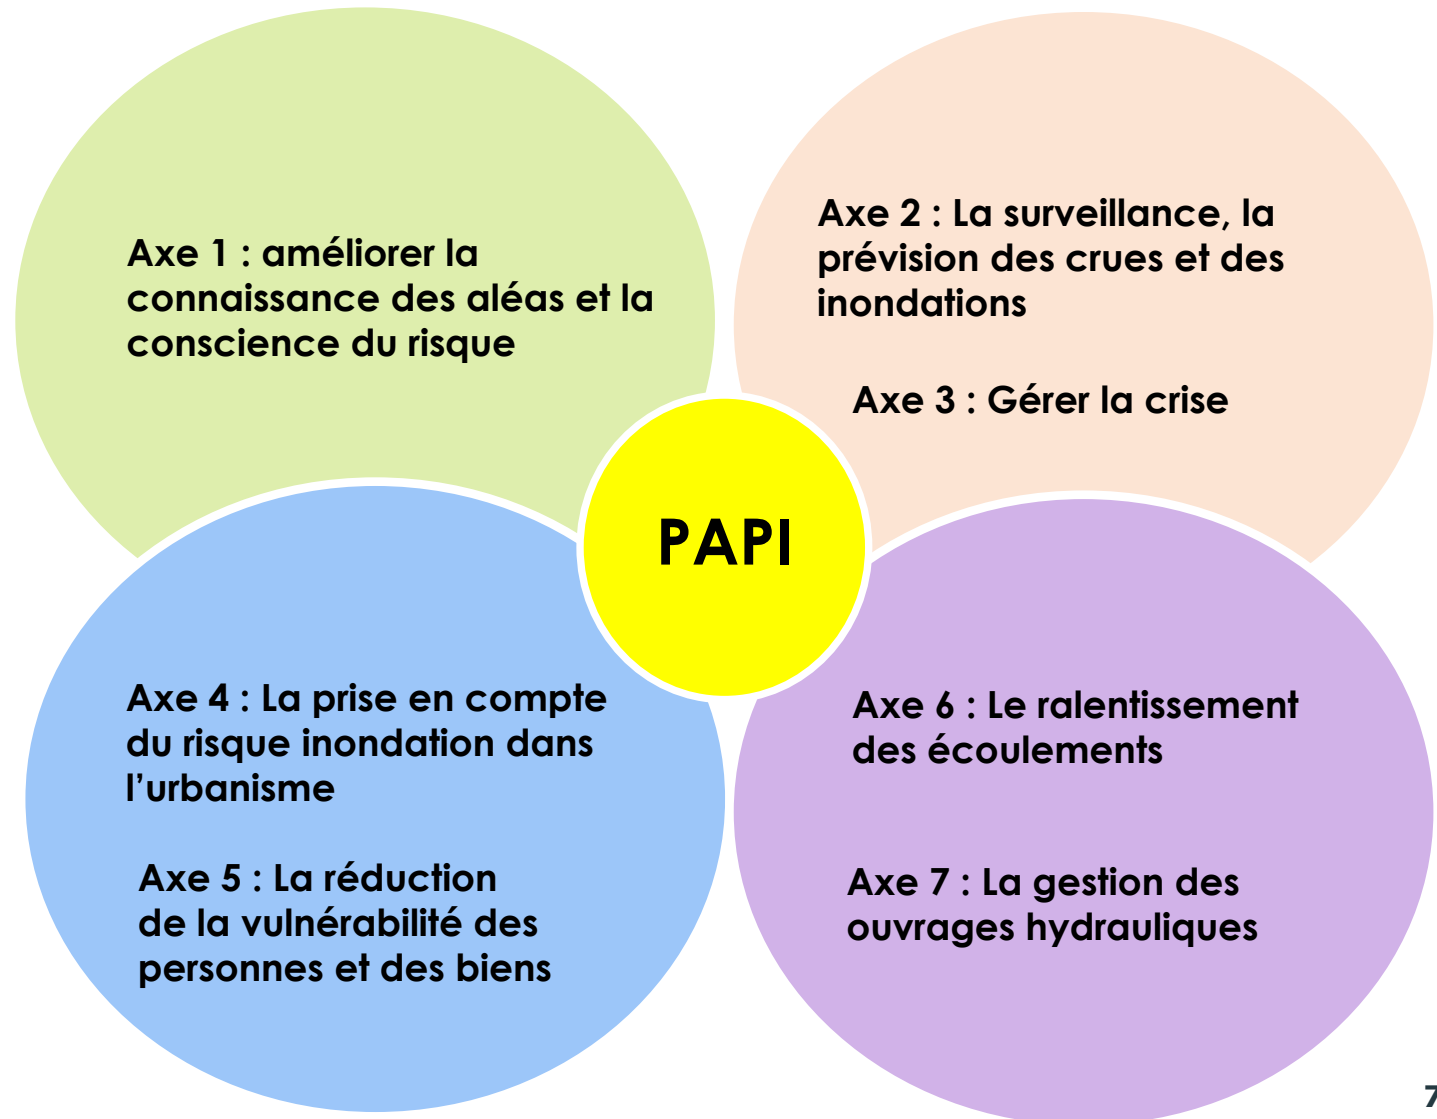 Axe 1 : améliorer la
connaissance des aléas et la
conscience du risque
Axe 2 : La surveillance, la
prévision des crues et des
inondations
Axe 3 : Gérer la crise
PAPI
Axe 4 : La prise en compte
du risque inondation dans
l’urbanisme
Axe 5 : La réduction
de la vulnérabilité des
personnes et des biens
Axe 6 : Le ralentissement
des écoulements
Axe 7 : La gestion des
ouvrages hydrauliques
7